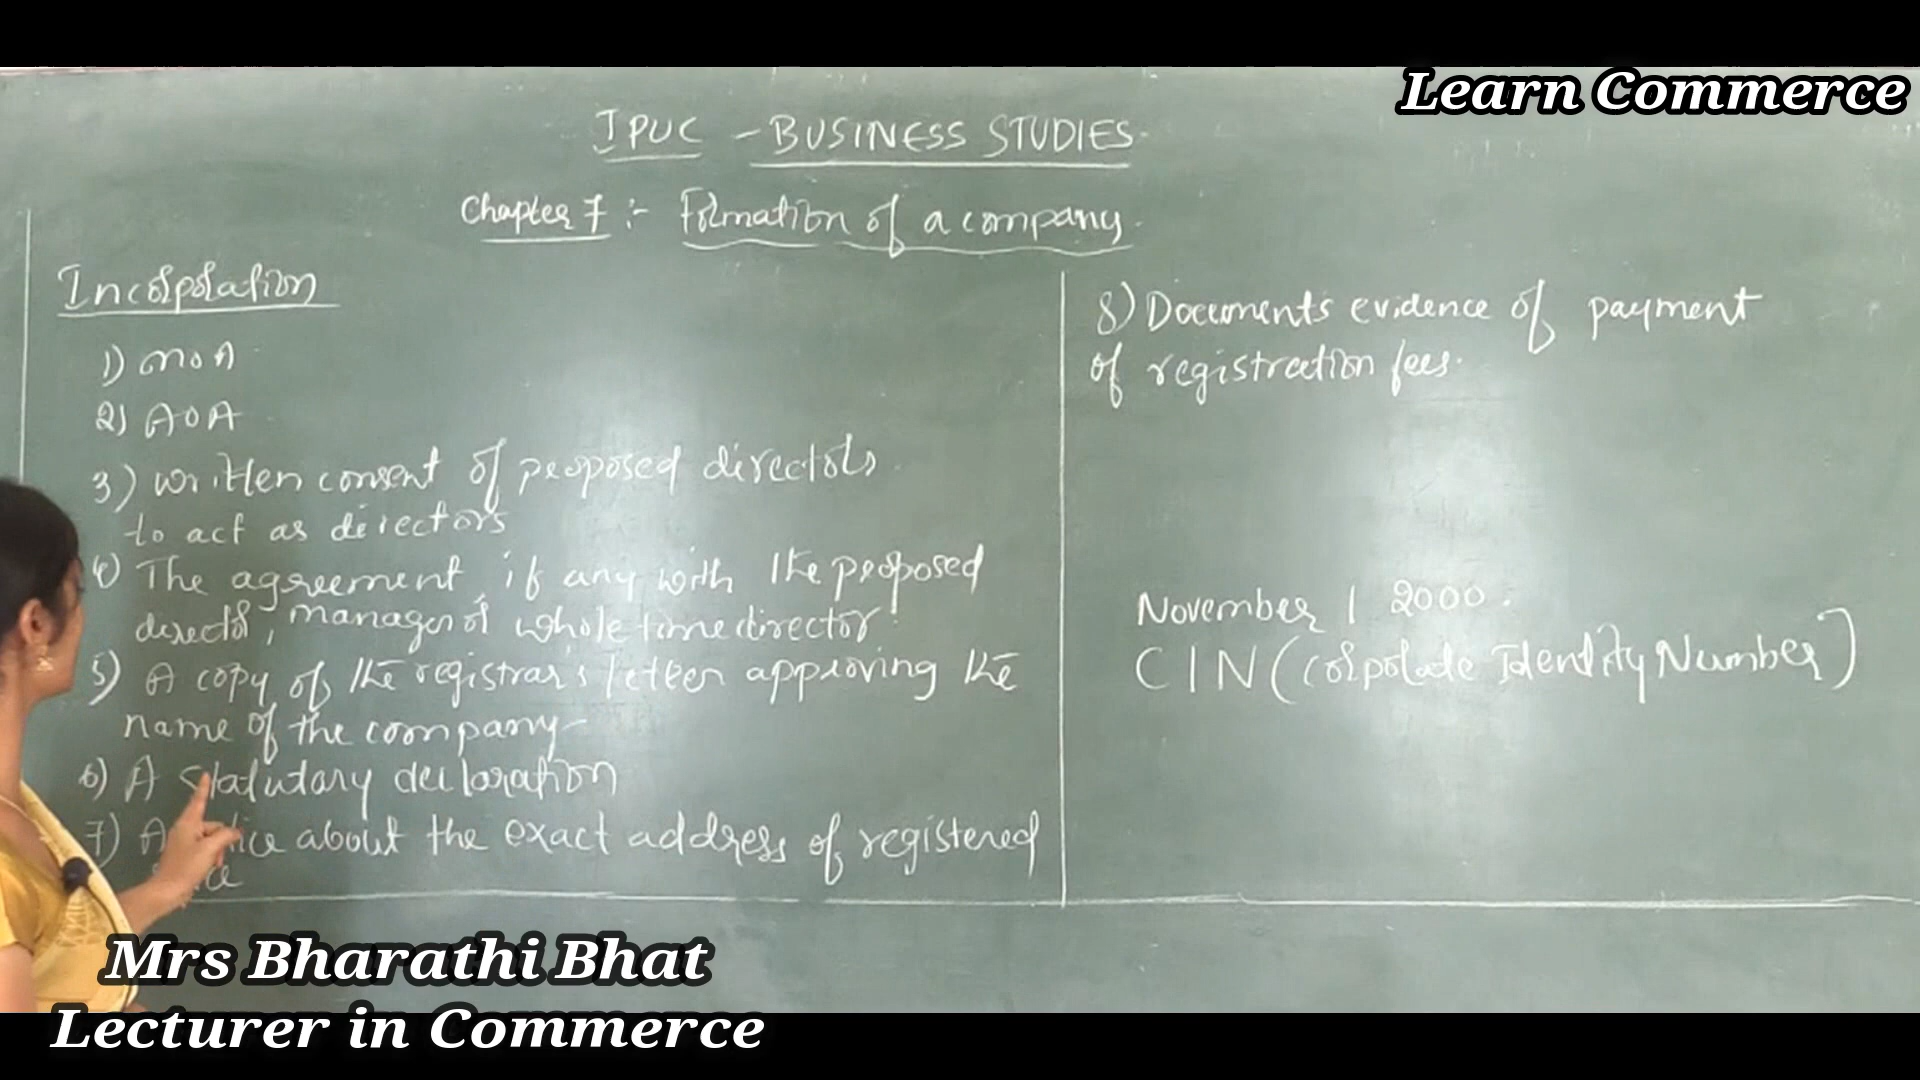 Learn Commerce
I PUC - BUSINESS STUDIES.
Chapter 7 :- Formation of a company.
Incorporation
1) MOA
2) AOA
3) written consent of proposed directors.
to act as directors
4) The agreement, if any with the proposed
director, manager or whole time director.
5) A copy of the registrar's letter approving the
name of the company
6) A statutory declaration
7) A about the exact address of registered
8) Documents evidence of payment
of registration fees.
November 1 2000.
CIN (Corporate Identity Number)
Mrs Bharathi Bhat
Lecturer in Commerce